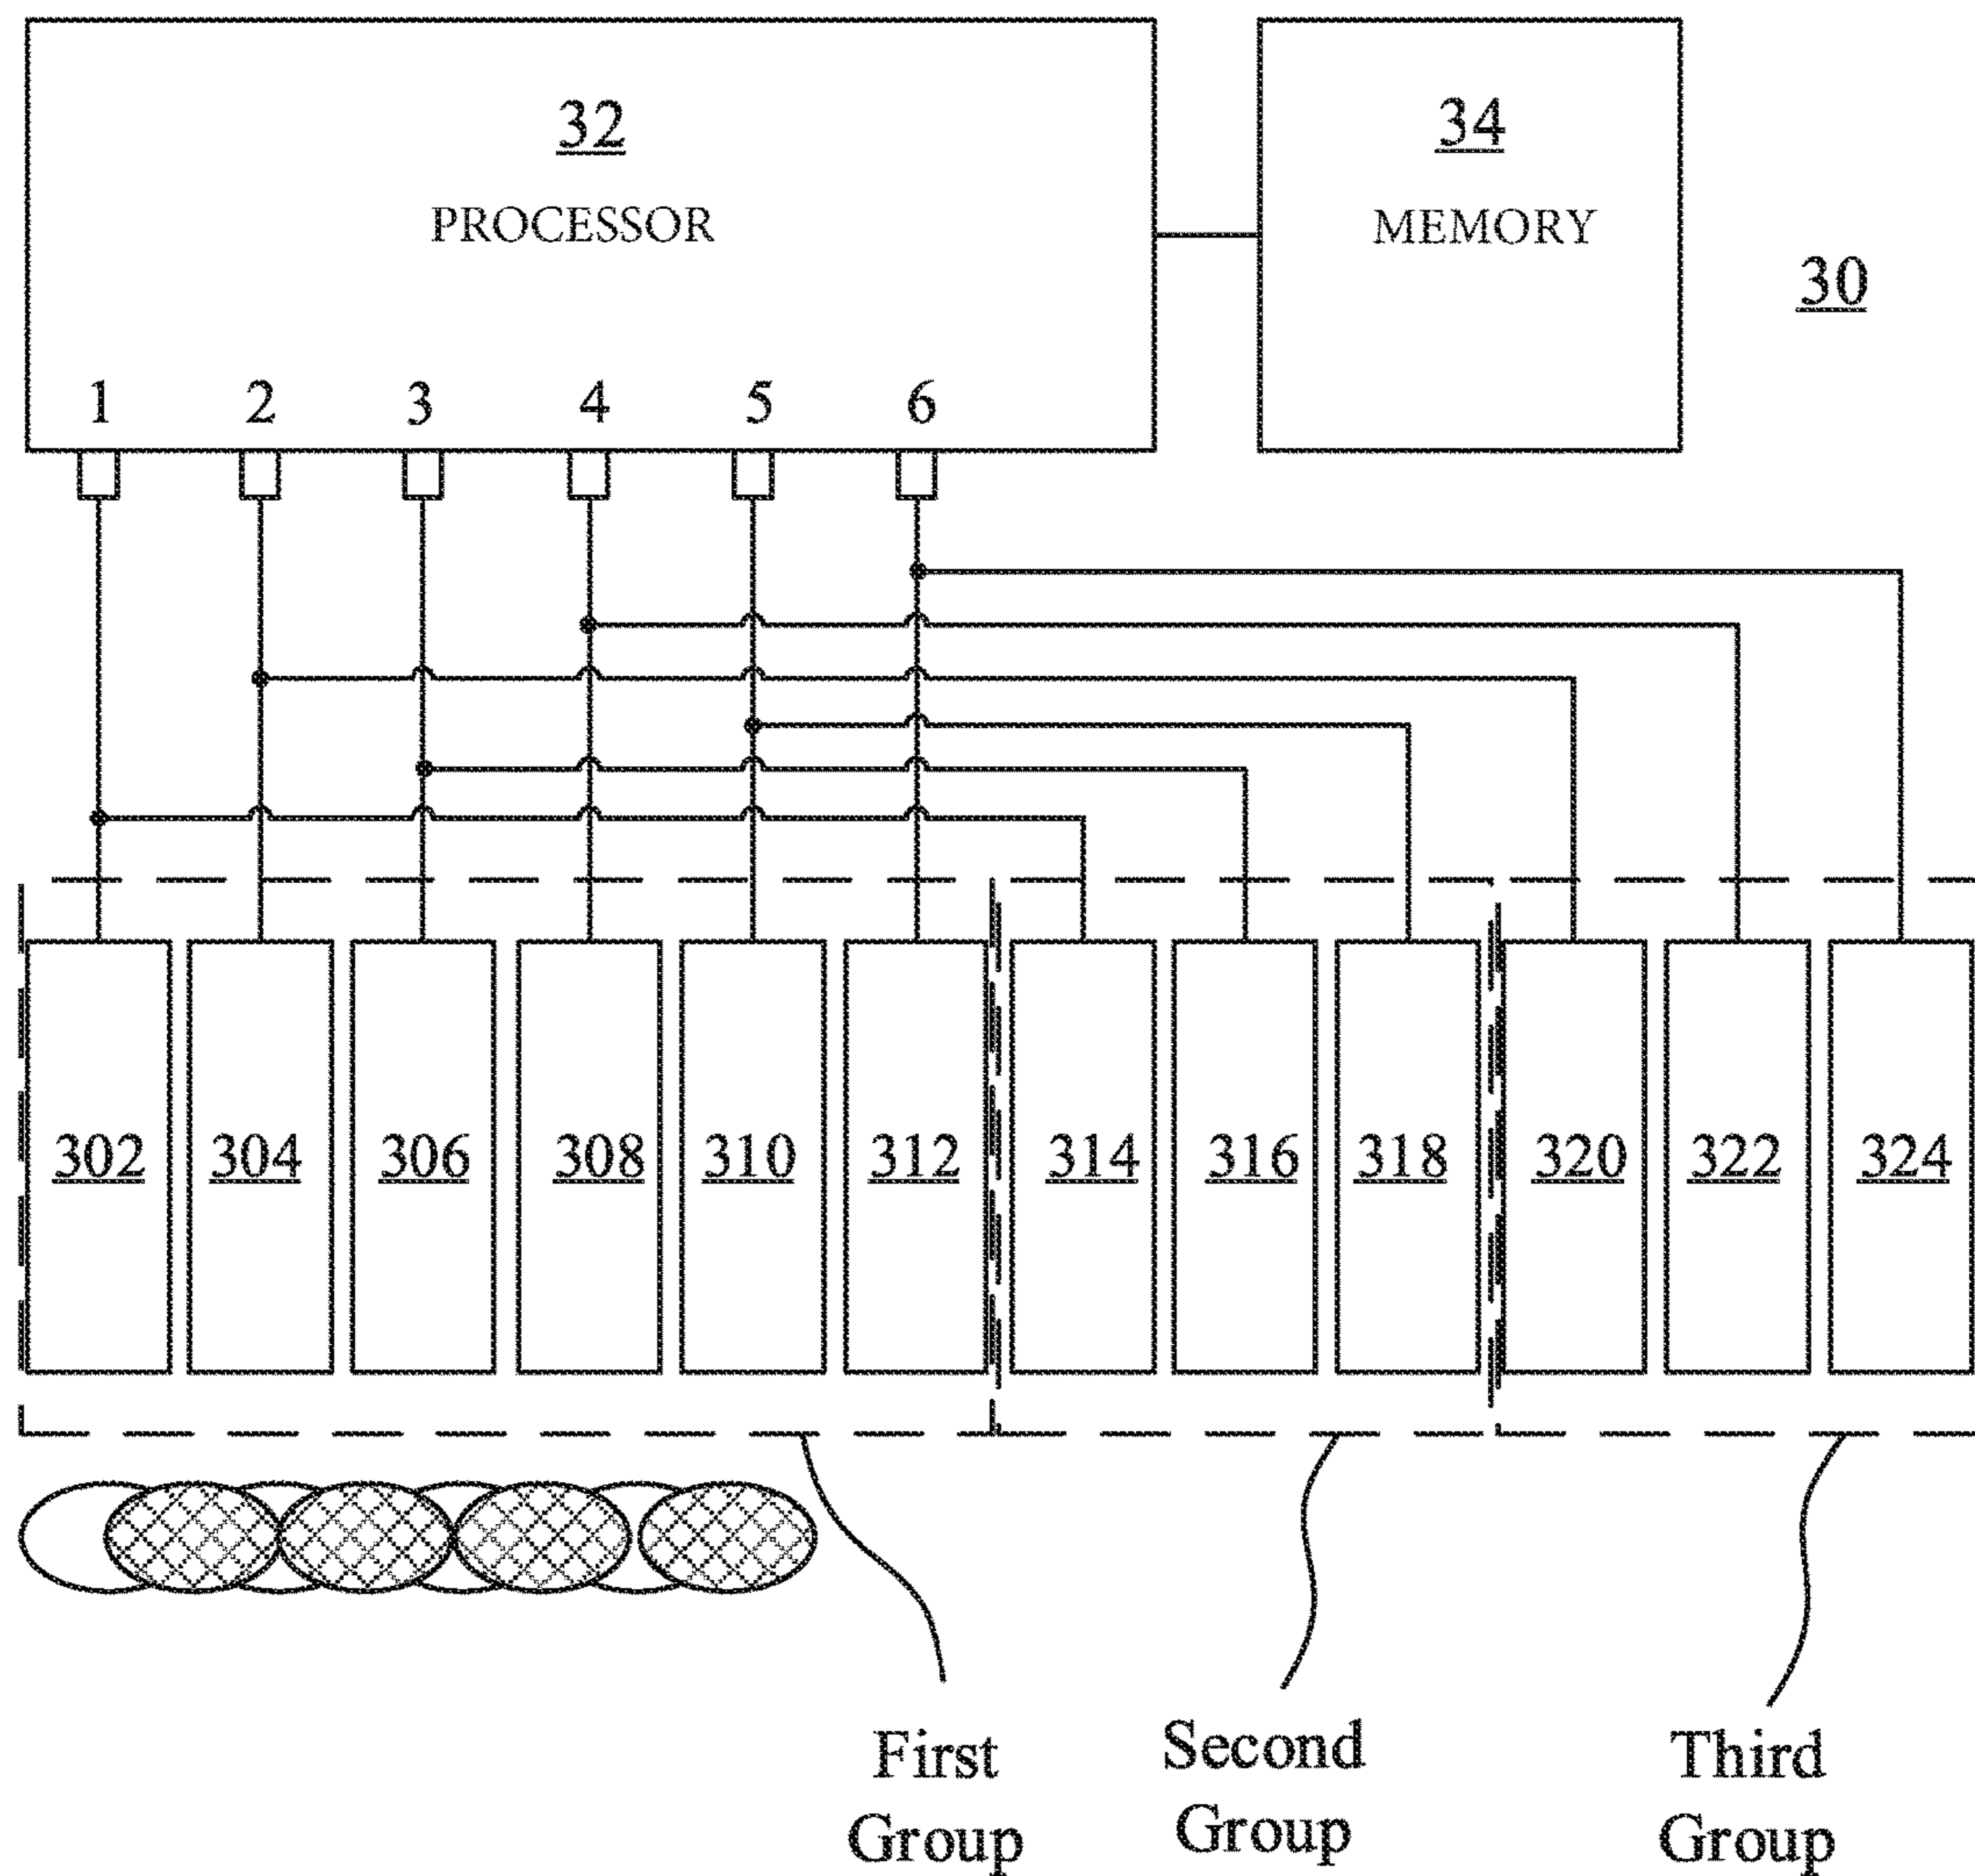 32
PROCESSOR
34
MEMORY
30
1 2 3 4 5 6
302 304 306 308 310 312 314 316 318 320 322 324
First
Group
Second
Group
Third
Group